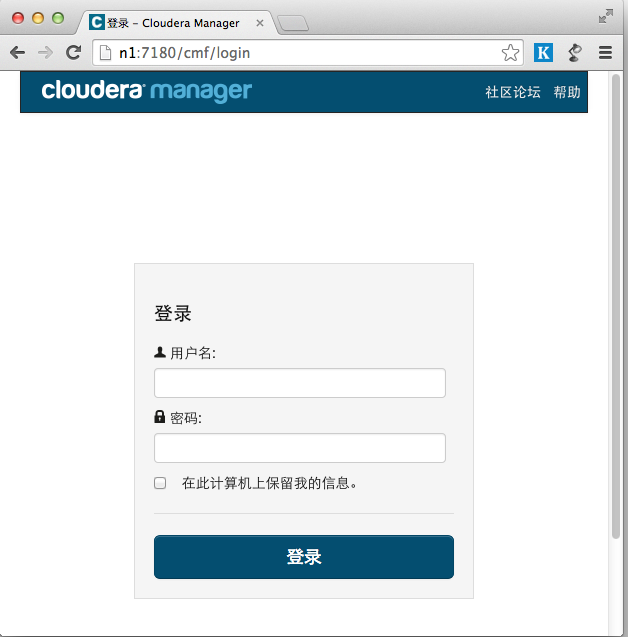 登录 – Cloudera Manager
n1:7180/cmf/login
K
cloudera manager 社区论坛 帮助
登录
用户名:
密码:
在此计算机上保留我的信息。
登录